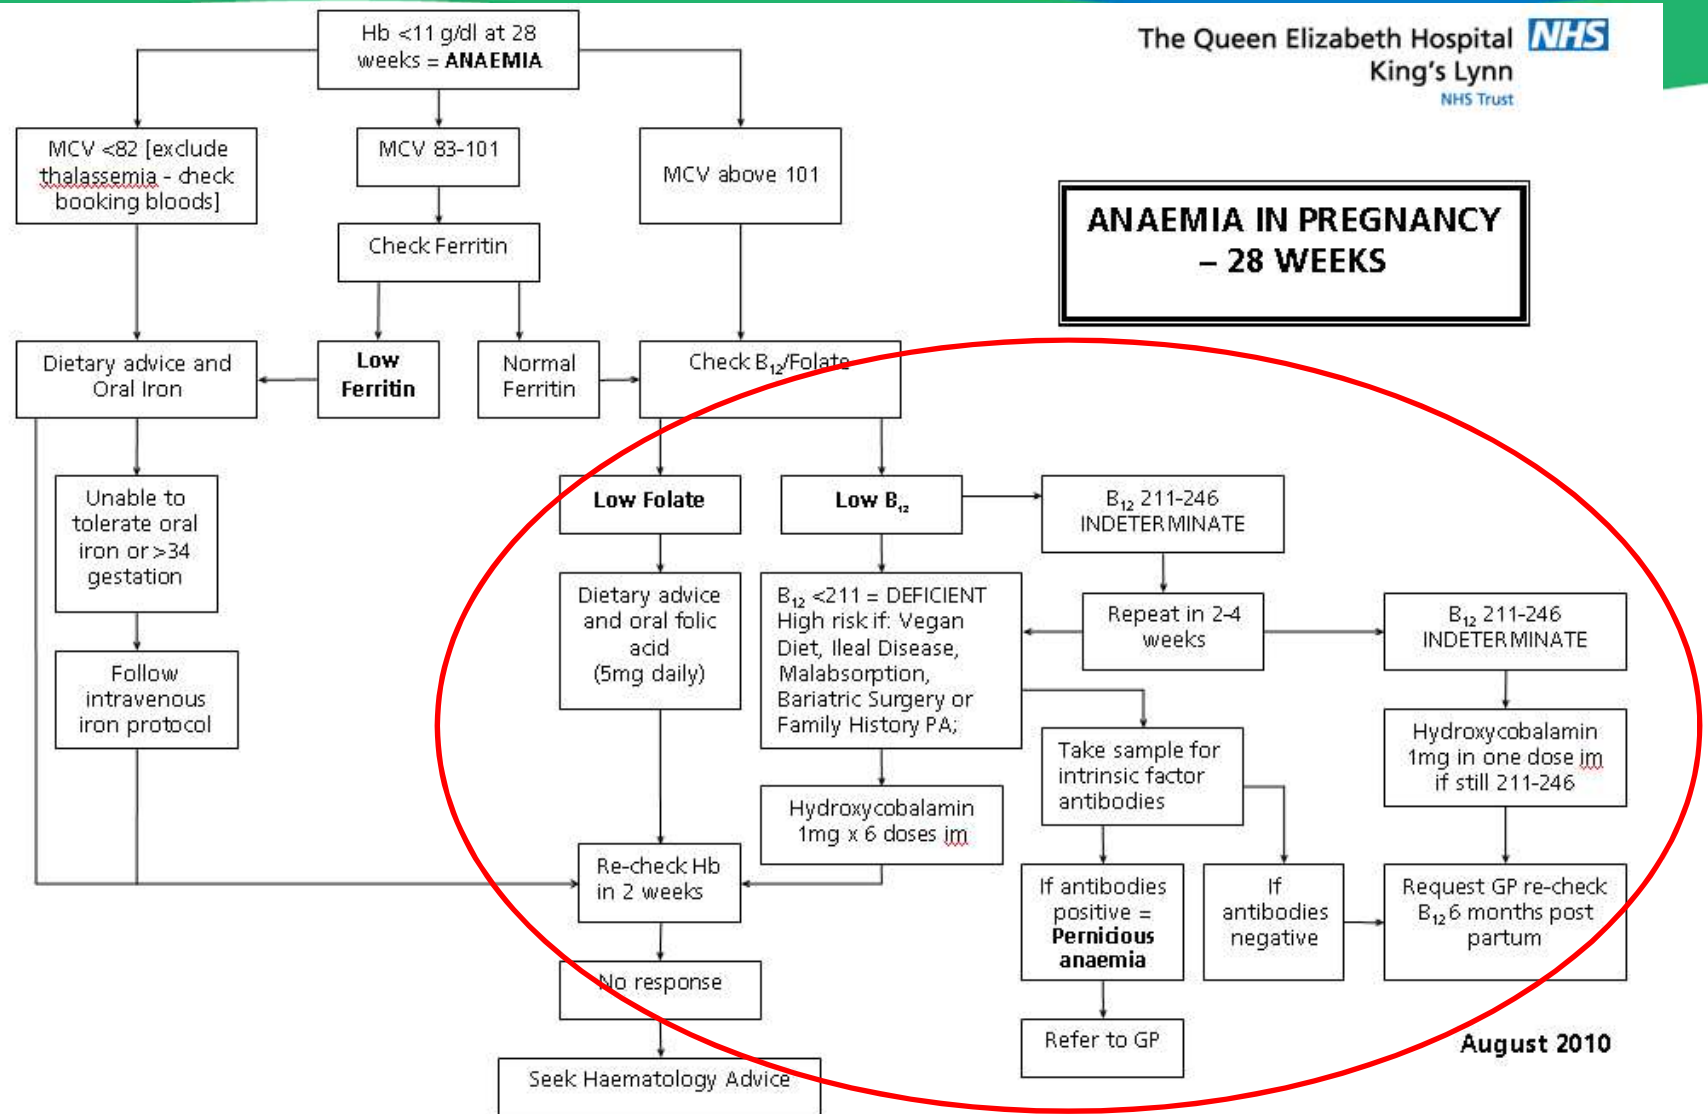 The Queen Elizabeth Hospital NHS
King's Lynn
NHS Trust
ANAEMIA IN PREGNANCY
– 28 WEEKS
Hb <11 g/dl at 28
weeks = ANAEMIA
MCV <82 [exclude
thalassemia - check
booking bloods]
MCV 83-101
MCV above 101
Check Ferritin
Dietary advice and
Oral Iron
Low
Ferritin
Normal
Ferritin
Check B₁₂/Folate
Unable to
tolerate oral
iron or >34
gestation
Follow
intravenous
iron protocol
Low Folate
Low B₁₂
B₁₂ 211-246
INDETERMINATE
Dietary advice
and oral folic
acid
(5mg daily)
B₁₂ <211 = DEFICIENT
High risk if: Vegan
Diet, Ileal Disease,
Malabsorption,
Bariatric Surgery or
Family History PA;
Repeat in 2-4
weeks
B₁₂ 211-246
INDETERMINATE
Hydroxycobalamin
1mg in one dose im
if still 211-246
Take sample for
intrinsic factor
antibodies
Hydroxycobalamin
1mg x 6 doses im
Re-check Hb
in 2 weeks
If antibodies
positive =
Pernicious
anaemia
If
antibodies
negative
Request GP re-check
B₁₂ 6 months post
partum
No response
Refer to GP
Seek Haematology Advice
August 2010